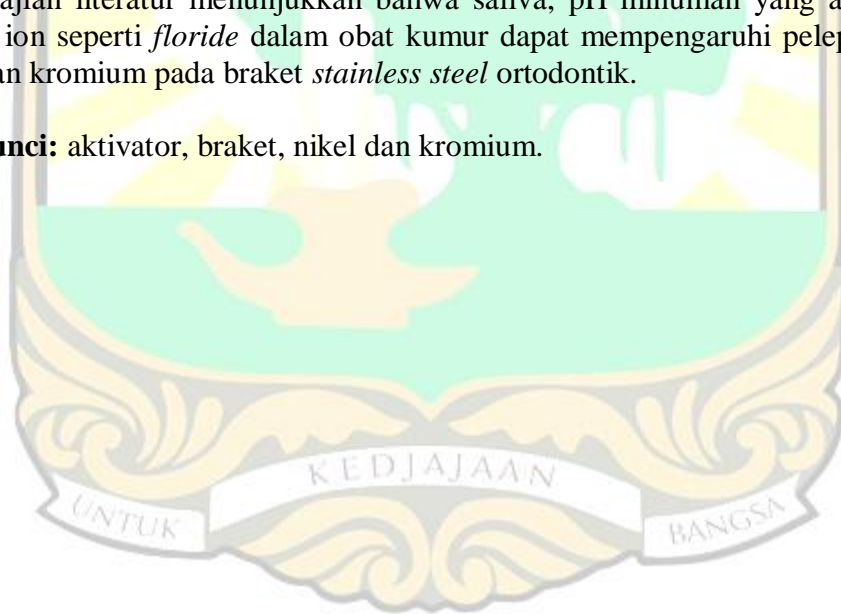 ajian literatur menunjukkan bahwa saliva, pH minuman yang a
ion seperti floride dalam obat kumur dapat mempengaruhi pelep
an kromium pada braket stainless steel ortodontik.
unci: aktivator, braket, nikel dan kromium.
UNTUK
KEDJAJAAN
BANGSA